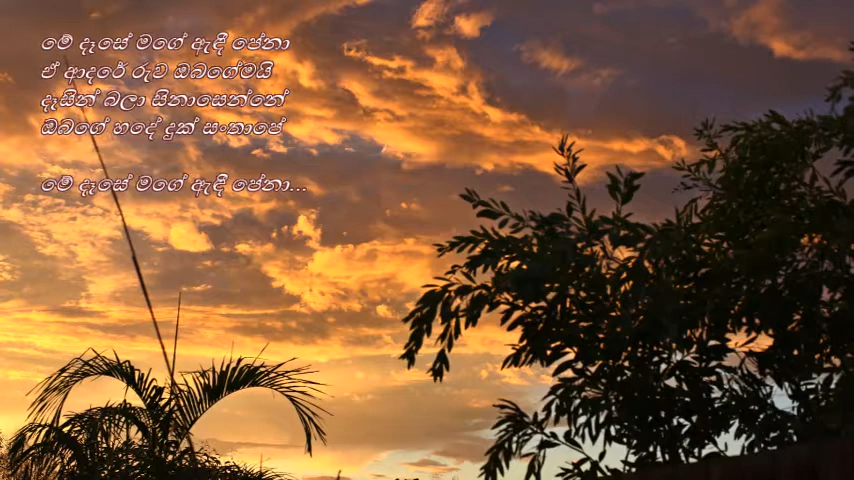 මේ දෑසේ මගේ ඇඳී පේනා
ඒ ආදරේ රුව ඔබගේමයි
දෑසින් බලා සිනාසෙන්නේ
ඔබගේ හදේ දුක් සංතාපේ
මේ දෑසේ මගේ ඇඳී පේනා...